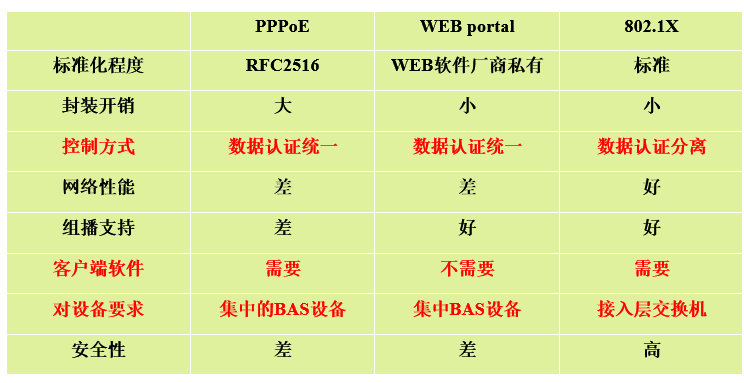 PPPoE WEB portal 802.1X
标准化程度 RFC2516 WEB软件厂商私有 标准
封装开销 大 小 小
控制方式 数据认证统一 数据认证统一 数据认证分离
网络性能 差 差 好
组播支持 差 好 好
客户端软件 需要 不需要 需要
对设备要求 集中的BAS设备 集中BAS设备 接入层交换机
安全性 差 差 高